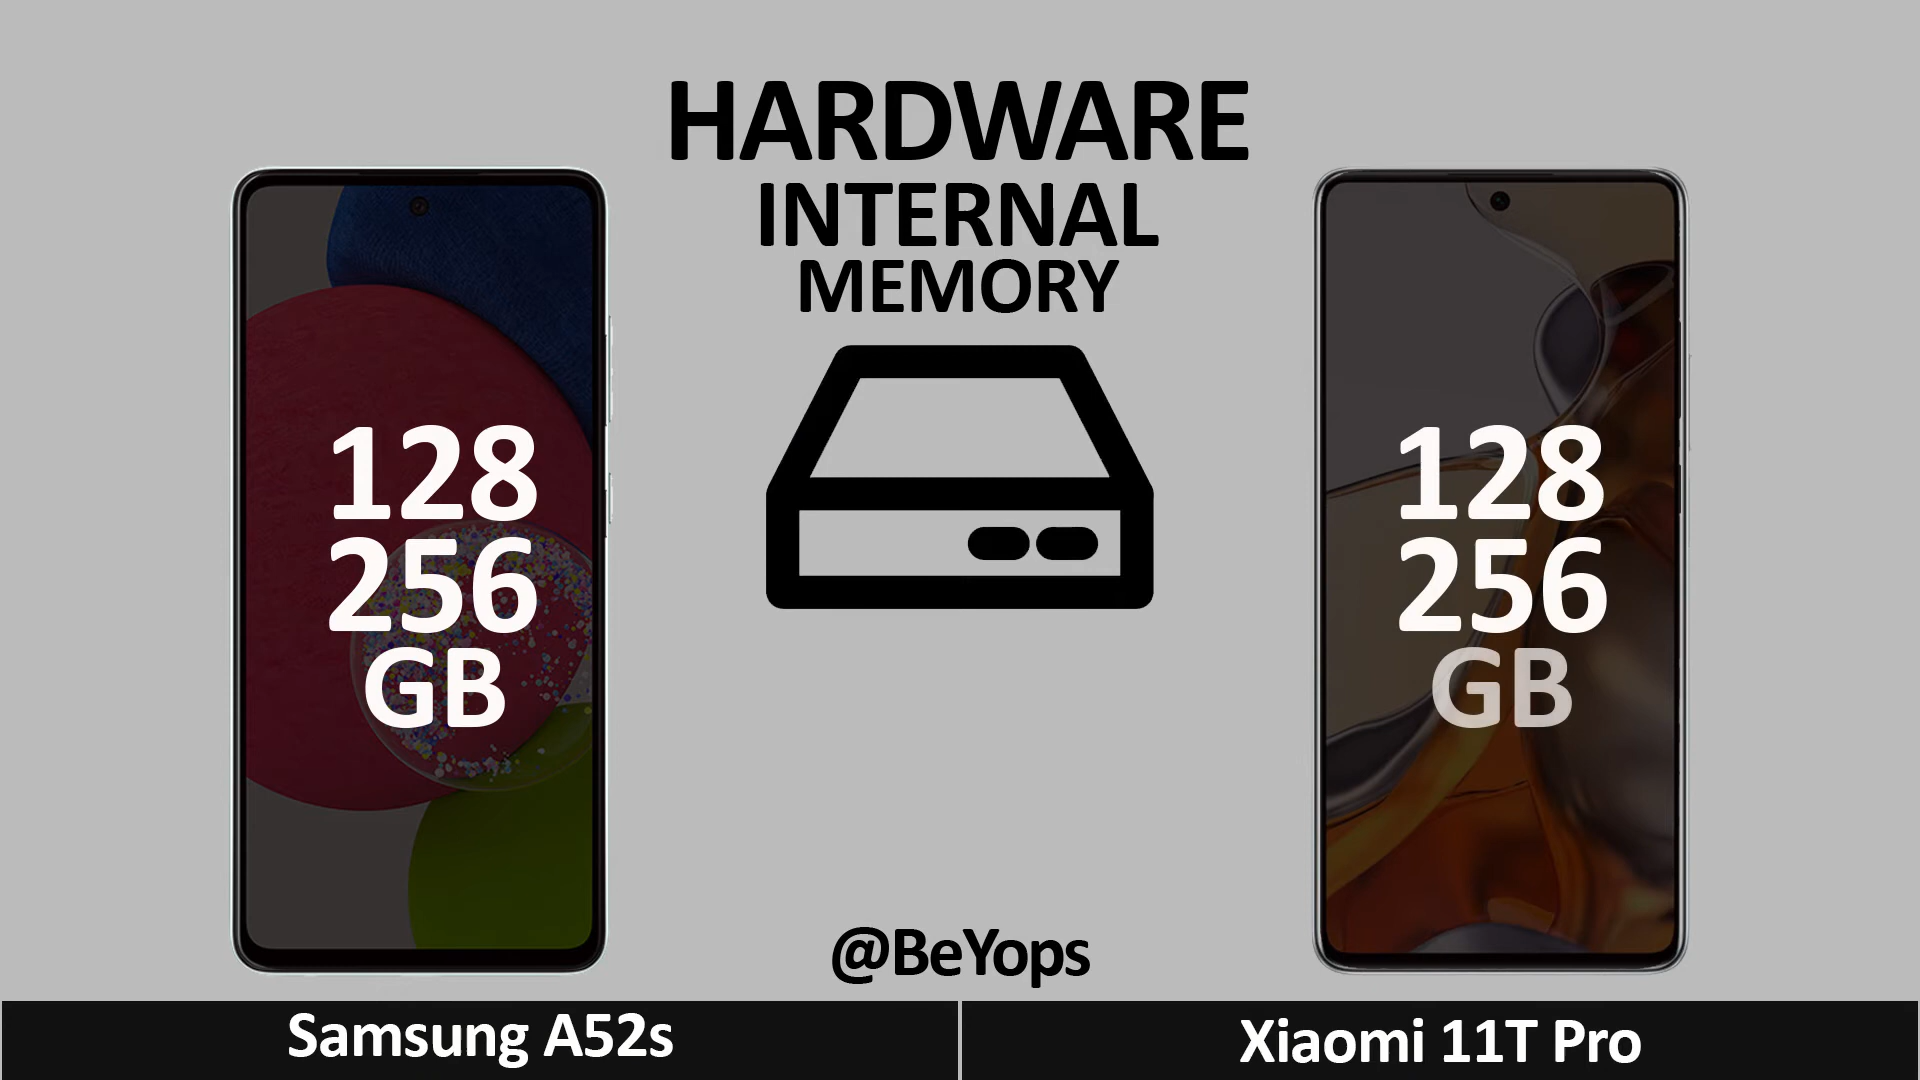 HARDWARE
INTERNAL
MEMORY
128
256
GB
128
256
GB
@BeYops
Samsung A52s
Xiaomi 11T Pro